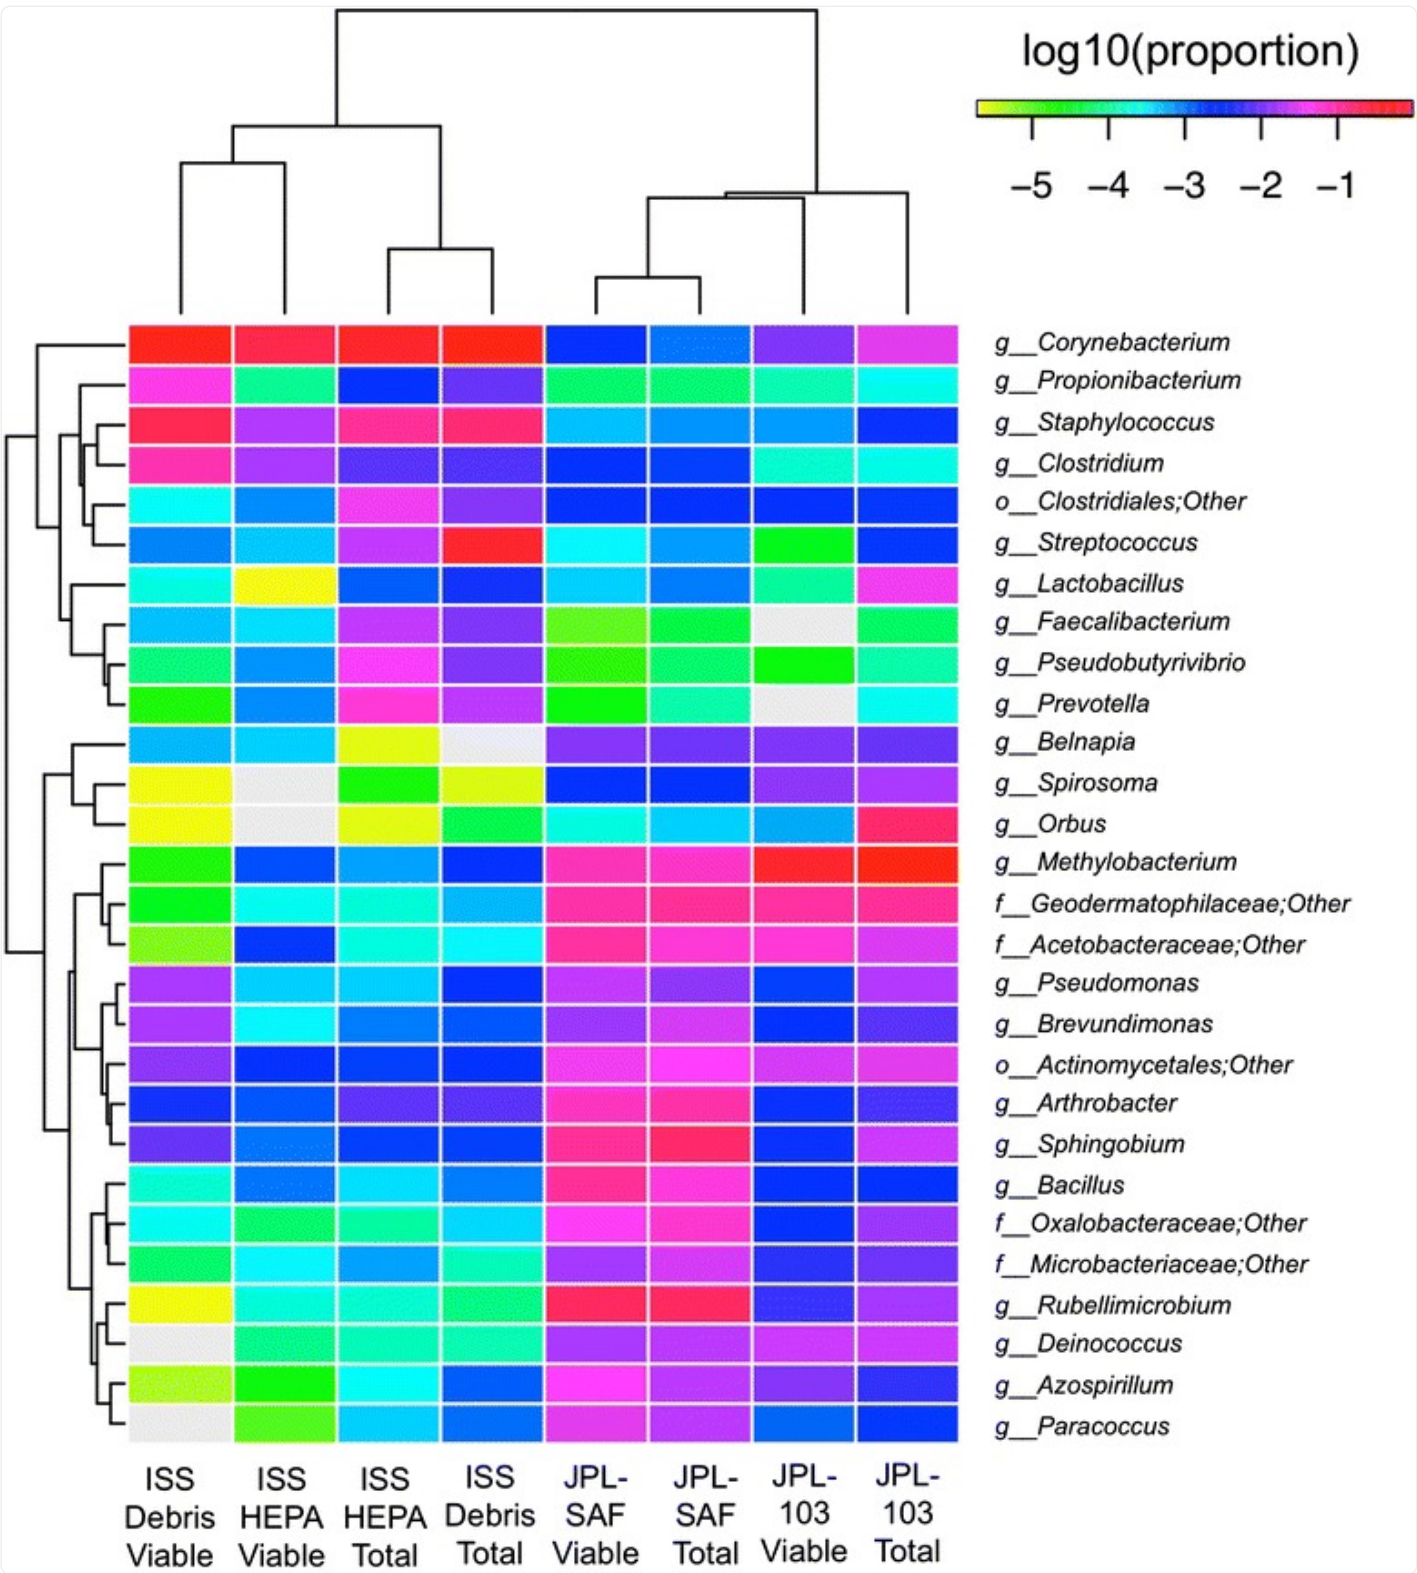 log10(proportion)
−5 −4 −3 −2 −1
g__Corynebacterium
g__Propionibacterium
g__Staphylococcus
g__Clostridium
o__Clostridiales;Other
g__Streptococcus
g__Lactobacillus
g__Faecalibacterium
g__Pseudobutyrivibrio
g__Prevotella
g__Belnapia
g__Spirosoma
g__Orbus
g__Methylobacterium
f__Geodermatophilaceae;Other
f__Acetobacteraceae;Other
g__Pseudomonas
g__Brevundimonas
o__Actinomycetales;Other
g__Arthrobacter
g__Sphingobium
g__Bacillus
f__Oxalobacteraceae;Other
f__Microbacteriaceae;Other
g__Rubellimicrobium
g__Deinococcus
g__Azospirillum
g__Paracoccus
ISS ISS ISS ISS JPL- JPL- JPL- JPL-
Debris HEPA HEPA Debris SAF SAF 103 103
Viable Viable Total Total Viable Total Viable Total